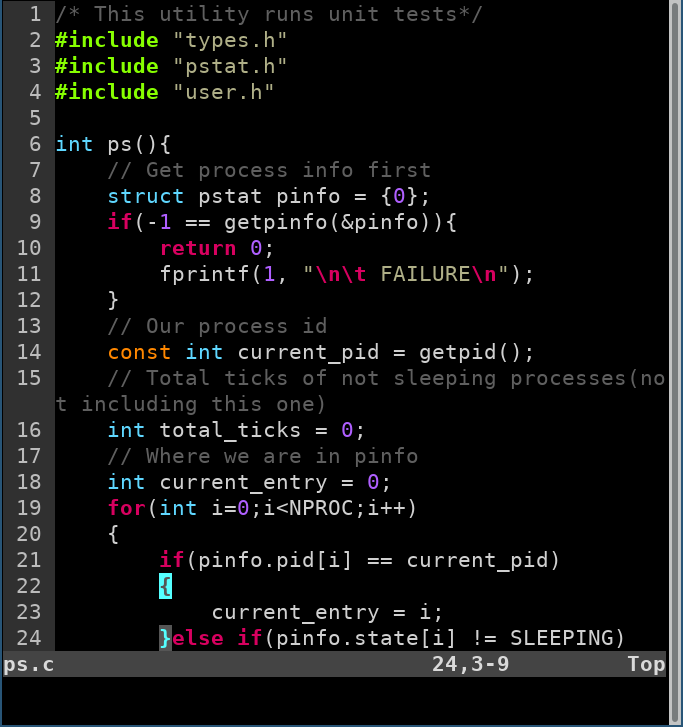 1 /* This utility runs unit tests*/
2 #include "types.h"
3 #include "pstat.h"
4 #include "user.h"
5
6 int ps(){
7     // Get process info first
8     struct pstat pinfo = {0};
9     if(-1 == getpinfo(&pinfo)){
10         return 0;
11         fprintf(1, "\n\t FAILURE\n");
12     }
13     // Our process id
14     const int current_pid = getpid();
15     // Total ticks of not sleeping processes(no
t including this one)
16     int total_ticks = 0;
17     // Where we are in pinfo
18     int current_entry = 0;
19     for(int i=0;i<NPROC;i++)
20     {
21         if(pinfo.pid[i] == current_pid)
22         {
23             current_entry = i;
24         }else if(pinfo.state[i] != SLEEPING)
ps.c 24,3-9 Top